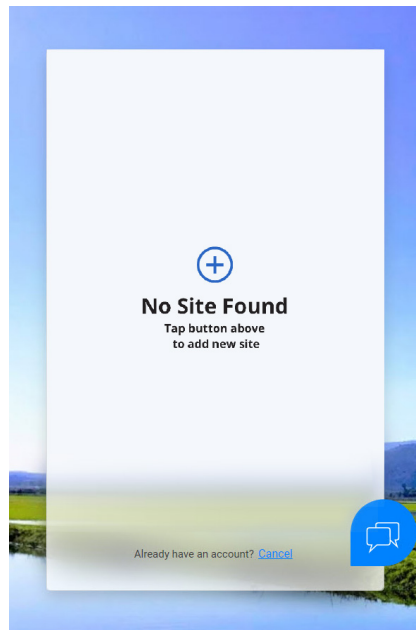 No Site Found
Tap button above
to add new site
Already have an account? Cancel